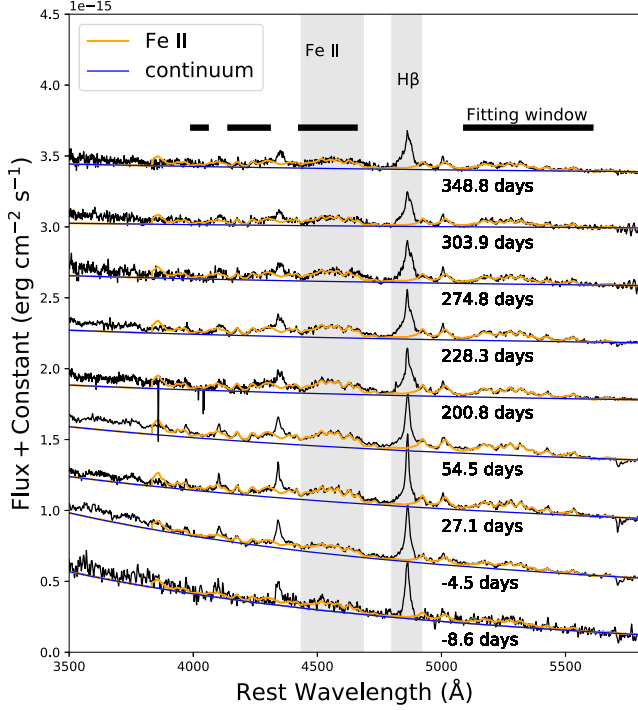 1e−15
4.5
4.0
3.5
3.0
2.5
2.0
1.5
1.0
0.5
0.0
Flux + Constant (erg cm⁻² s⁻¹)
Fe II
continuum
Fe II
Hβ
Fitting window
348.8 days
303.9 days
274.8 days
228.3 days
200.8 days
54.5 days
27.1 days
-4.5 days
-8.6 days
3500 4000 4500 5000 5500
Rest Wavelength (Å)